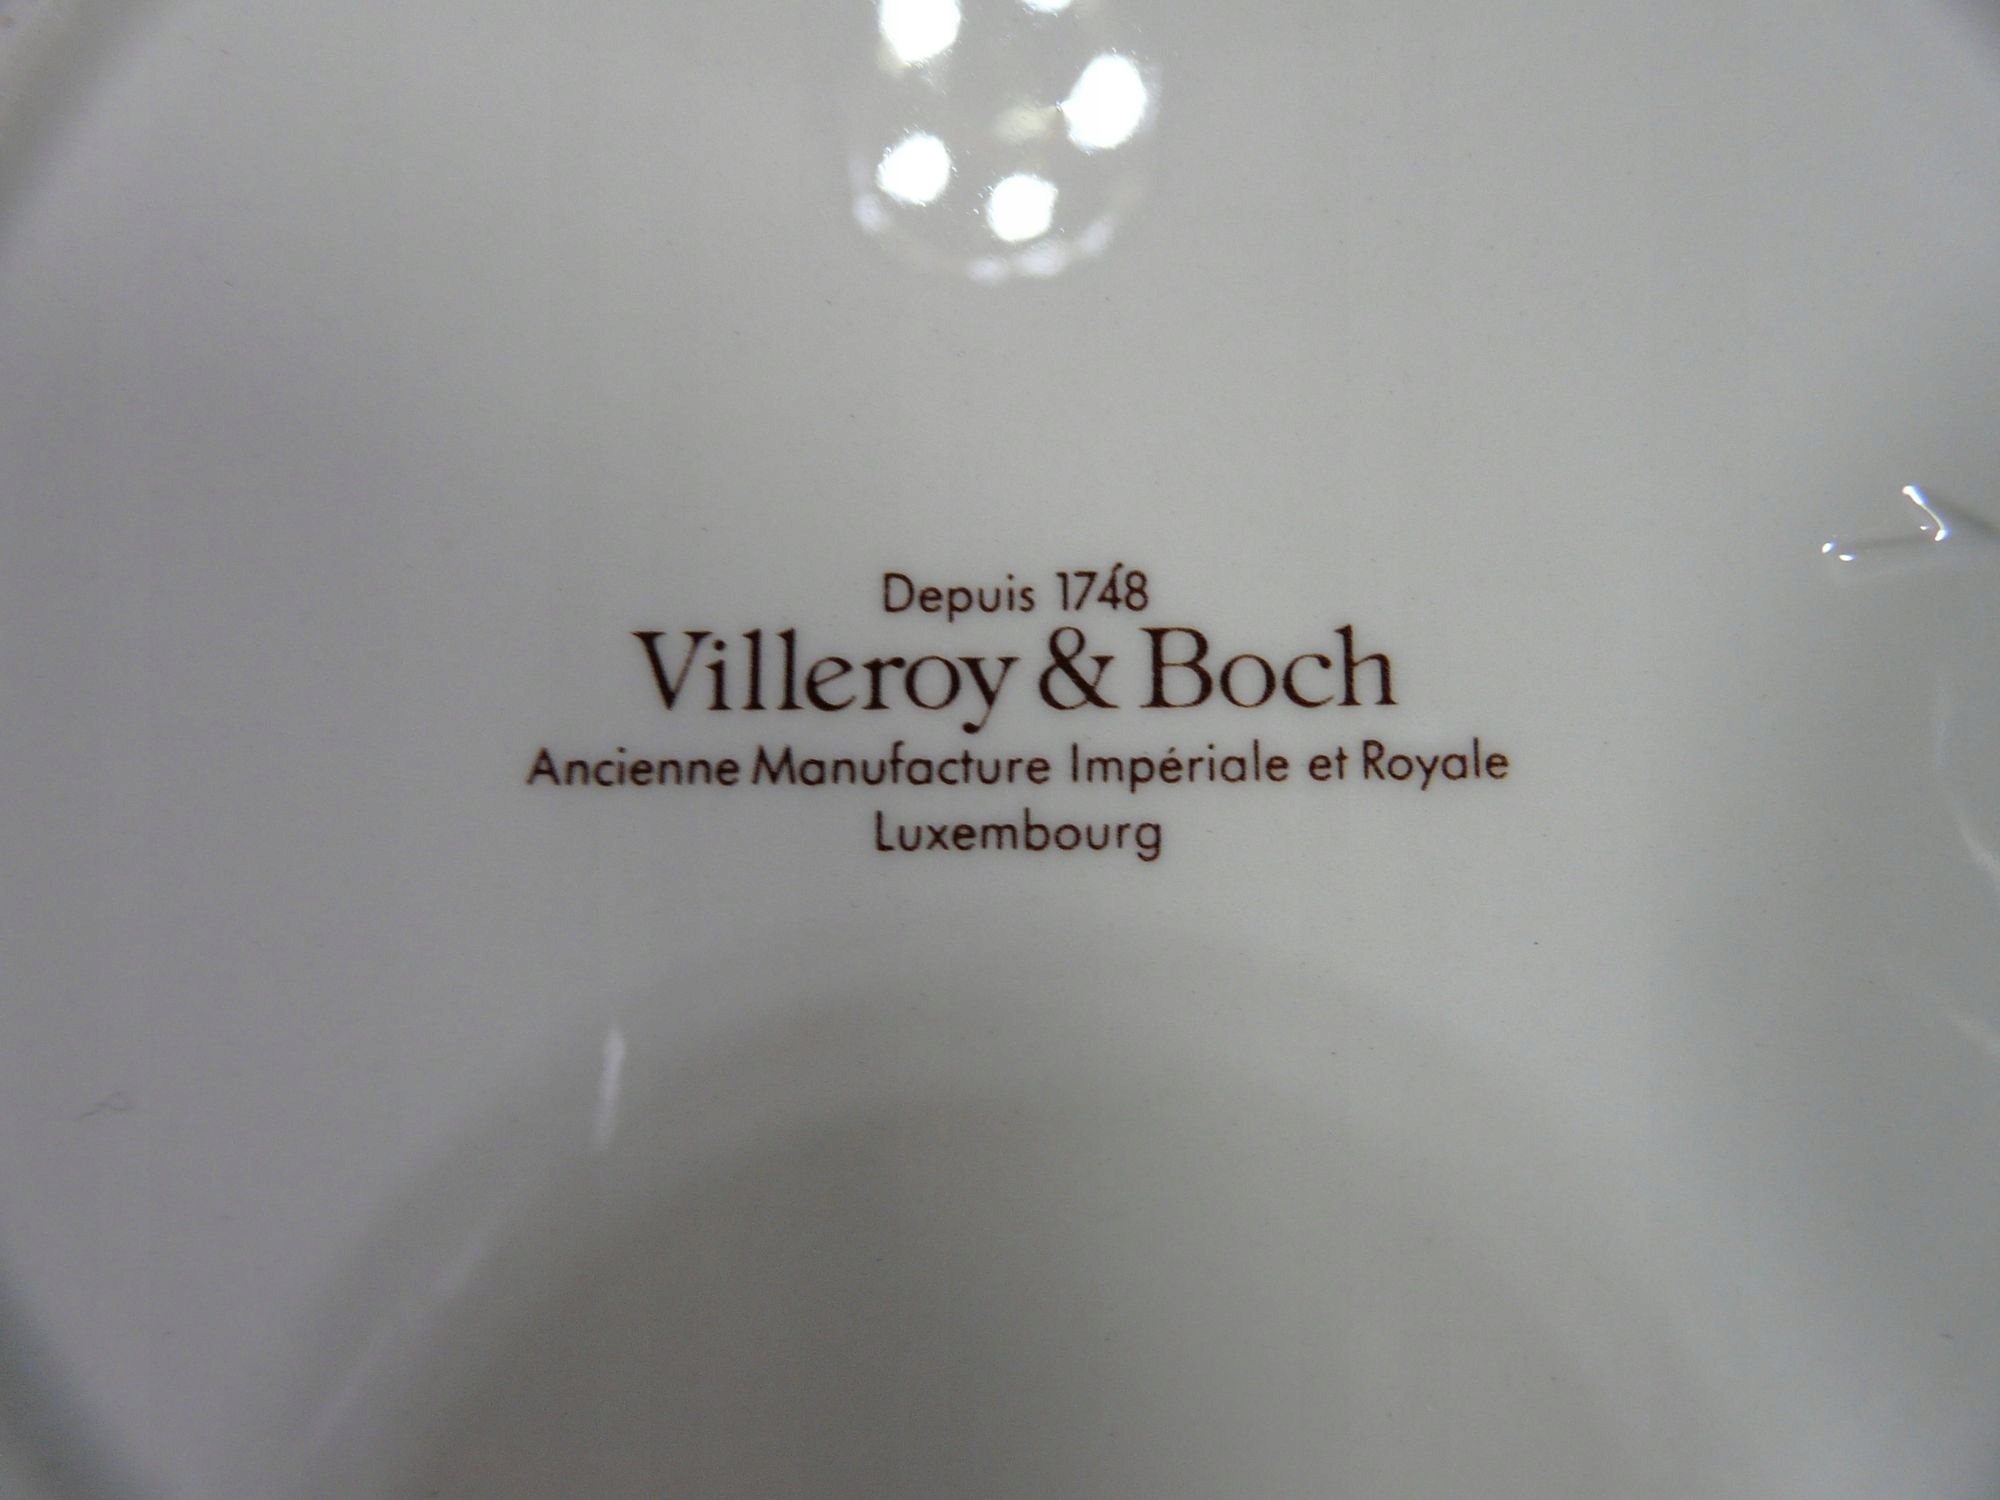 Depuis 1748
Villeroy & Boch
Ancienne Manufacture Impériale et Royale
Luxembourg